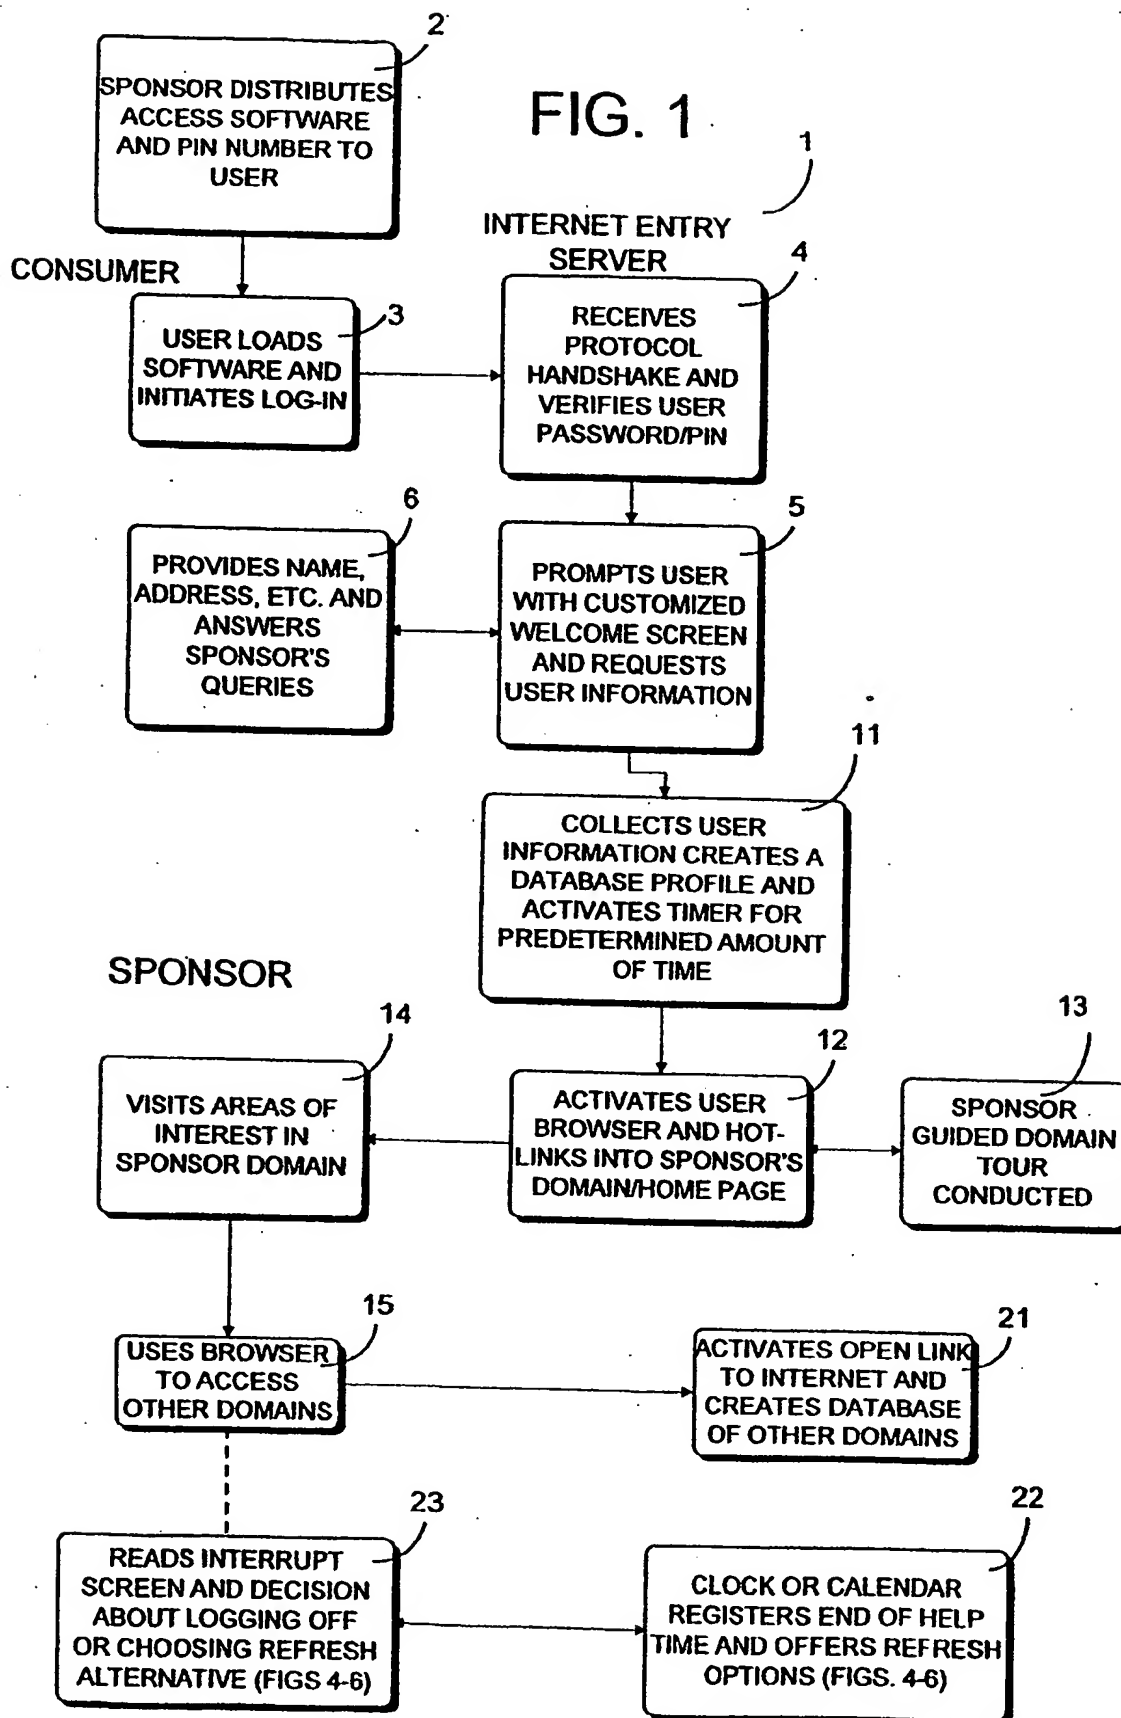 2
SPONSOR DISTRIBUTES
ACCESS SOFTWARE
AND PIN NUMBER TO
USER
FIG. 1
1
INTERNET ENTRY
SERVER
CONSUMER
3
USER LOADS
SOFTWARE AND
INITIATES LOG-IN
4
RECEIVES
PROTOCOL
HANDSHAKE AND
VERIFIES USER
PASSWORD/PIN
6
PROVIDES NAME,
ADDRESS, ETC. AND
ANSWERS
SPONSOR'S
QUERIES
5
PROMPTS USER
WITH CUSTOMIZED
WELCOME SCREEN
AND REQUESTS
USER INFORMATION
11
COLLECTS USER
INFORMATION CREATES A
DATABASE PROFILE AND
ACTIVATES TIMER FOR
PREDETERMINED AMOUNT
OF TIME
SPONSOR
14
VISITS AREAS OF
INTEREST IN
SPONSOR DOMAIN
12
ACTIVATES USER
BROWSER AND HOT-
LINKS INTO SPONSOR'S
DOMAIN/HOME PAGE
13
SPONSOR
GUIDED DOMAIN
TOUR
CONDUCTED
15
USES BROWSER
TO ACCESS
OTHER DOMAINS
21
ACTIVATES OPEN LINK
TO INTERNET AND
CREATES DATABASE
OF OTHER DOMAINS
23
READS INTERRUPT
SCREEN AND DECISION
ABOUT LOGGING OFF
OR CHOOSING REFRESH
ALTERNATIVE (FIGS 4-6)
22
CLOCK OR CALENDAR
REGISTERS END OF HELP
TIME AND OFFERS REFRESH
OPTIONS (FIGS. 4-6)